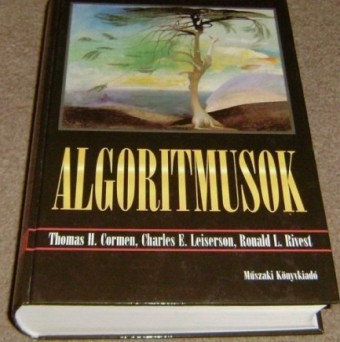 ALGORITMUSOK
Thomas H. Cormen, Charles E. Leiserson, Ronald L. Rivest
Műszaki Könyvkiadó